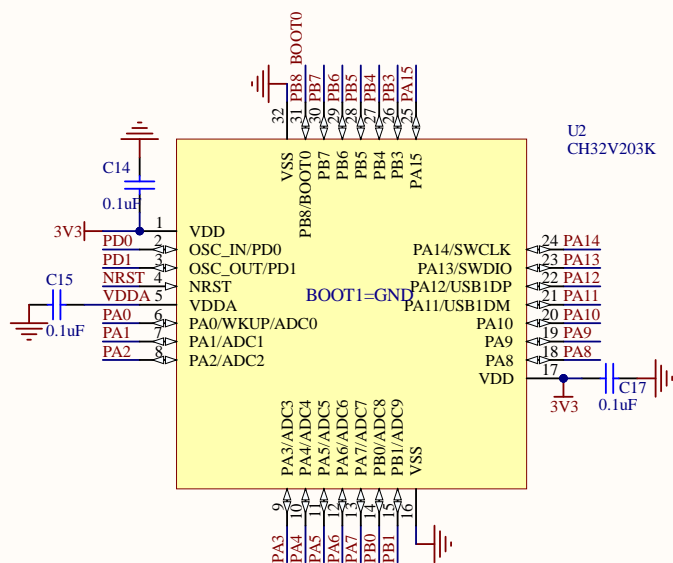 BOOT0
PB8
PB7
PB6
PB5
PB4
PB3
PA15
32
31
30
29
28
27
26
25
VSS
PB8/BOOT0
PB7
PB6
PB5
PB4
PB3
PA15
U2
CH32V203K
C14
0.1uF
3V3
1
VDD
PD0
2
OSC_IN/PD0
PD1
3
OSC_OUT/PD1
NRST
4
NRST
C15
0.1uF
VDDA
5
VDDA
PA0
6
PA0/WKUP/ADC0
PA1
7
PA1/ADC1
PA2
8
PA2/ADC2
BOOT1=GND
PA14/SWCLK
24
PA14
PA13/SWDIO
23
PA13
PA12/USB1DP
22
PA12
PA11/USB1DM
21
PA11
PA10
20
PA10
PA9
19
PA9
PA8
18
PA8
VDD
17
3V3
C17
0.1uF
PA3/ADC3
PA4/ADC4
PA5/ADC5
PA6/ADC6
PA7/ADC7
PB0/ADC8
PB1/ADC9
VSS
9
10
11
12
13
14
15
16
PA3
PA4
PA5
PA6
PA7
PB0
PB1